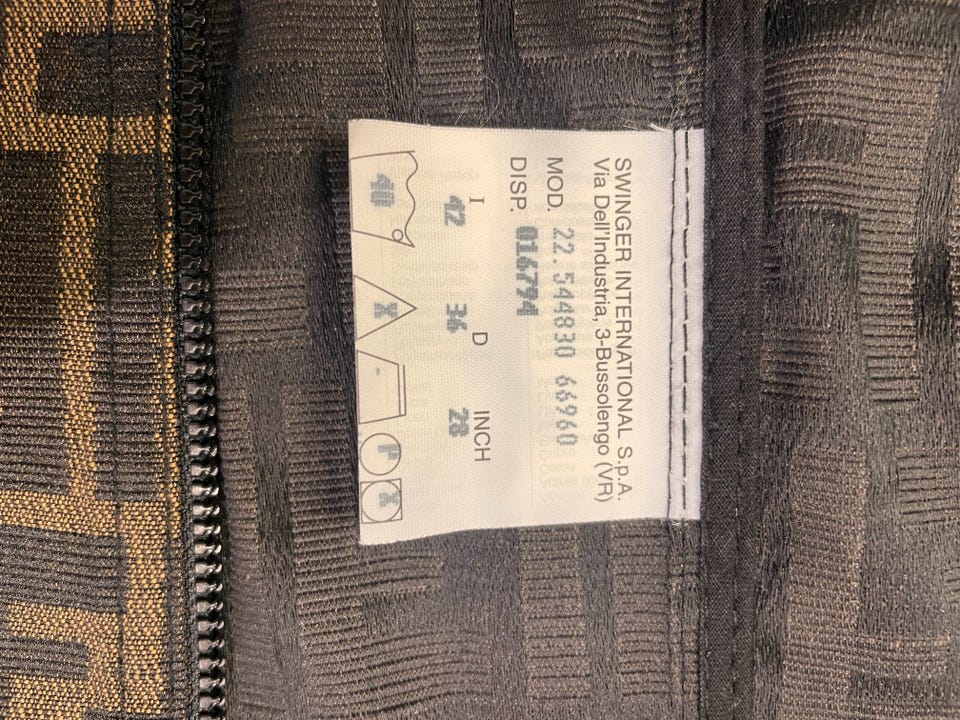 SWINGER INTERNATIONAL S.p.A.
Via Dell'Industria, 3-Bussolengo (VR)
MOD. 22.544830 66960
DISP. 016794
I D INCH
42 36 28
40 X P X